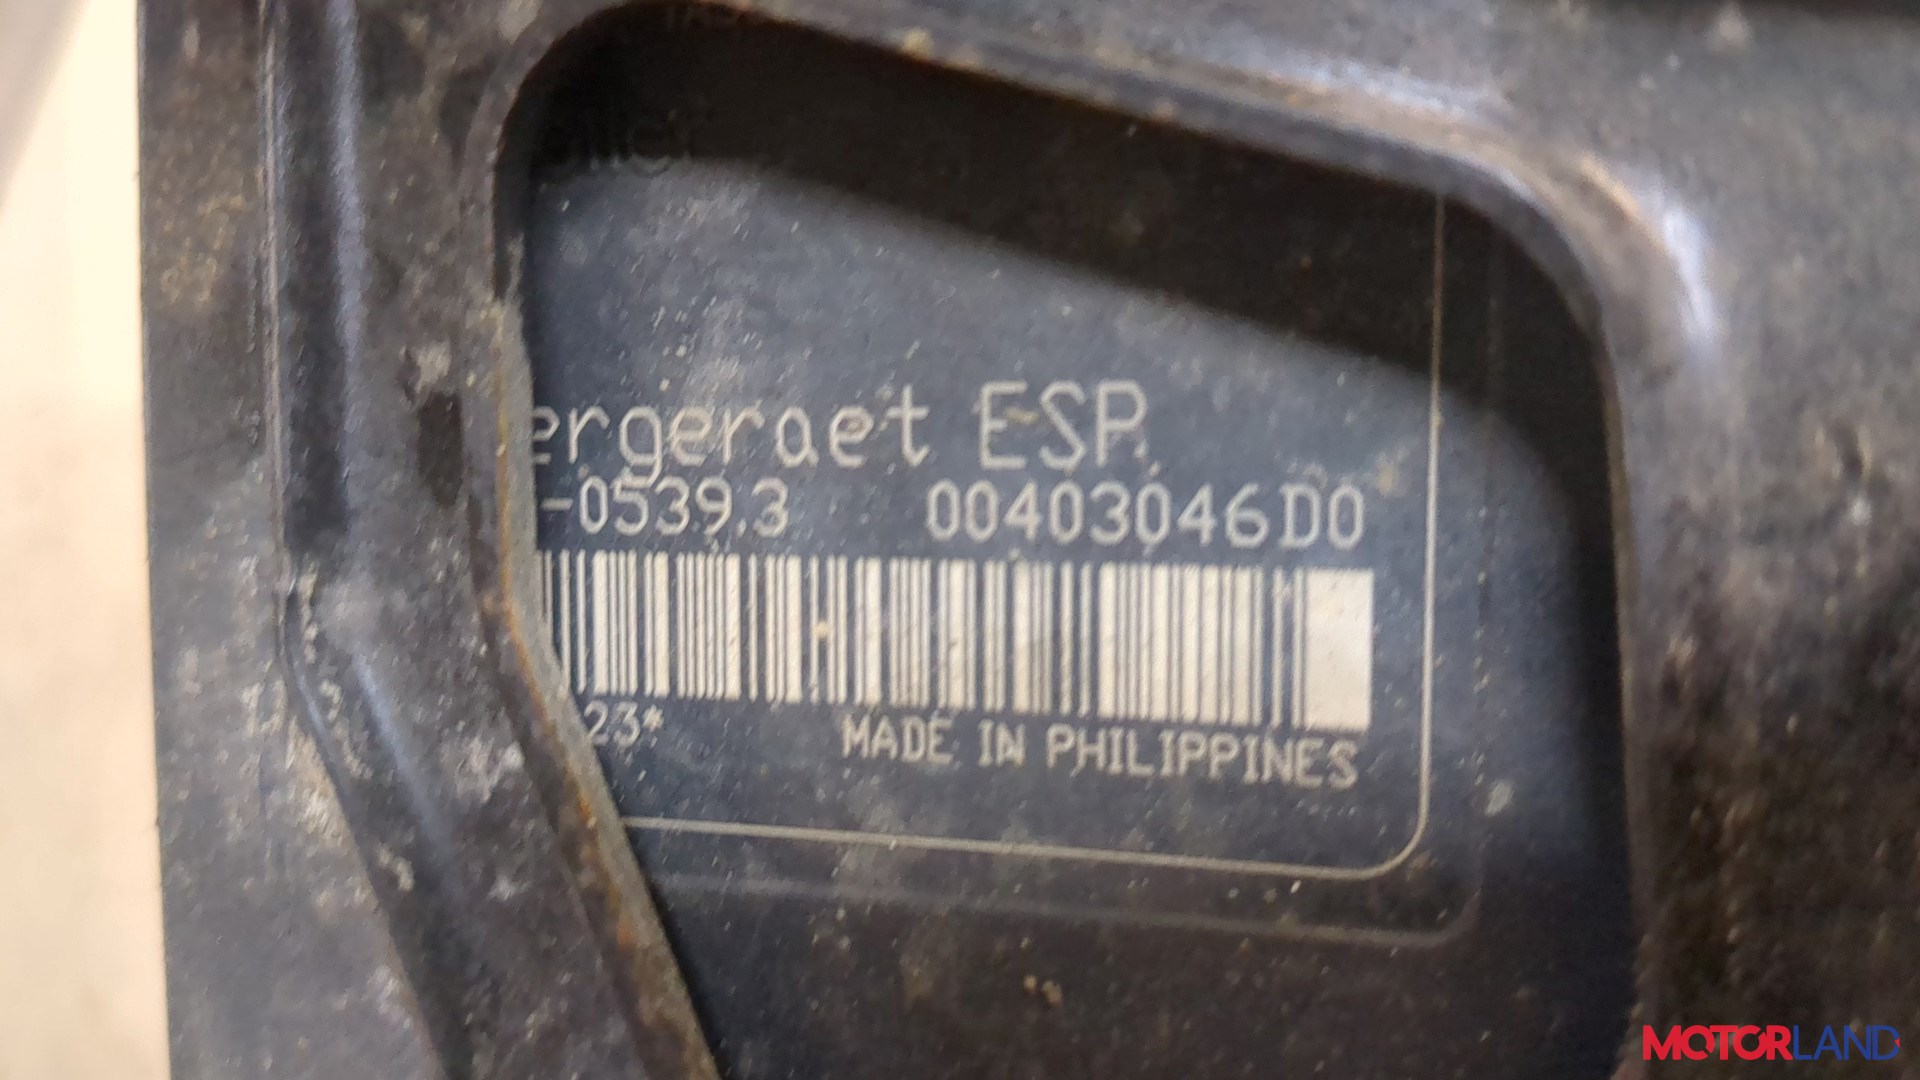 ergeraet ESP
-0539.3 00403046D0
23*
MADE IN PHILIPPINES
MOTORLAND